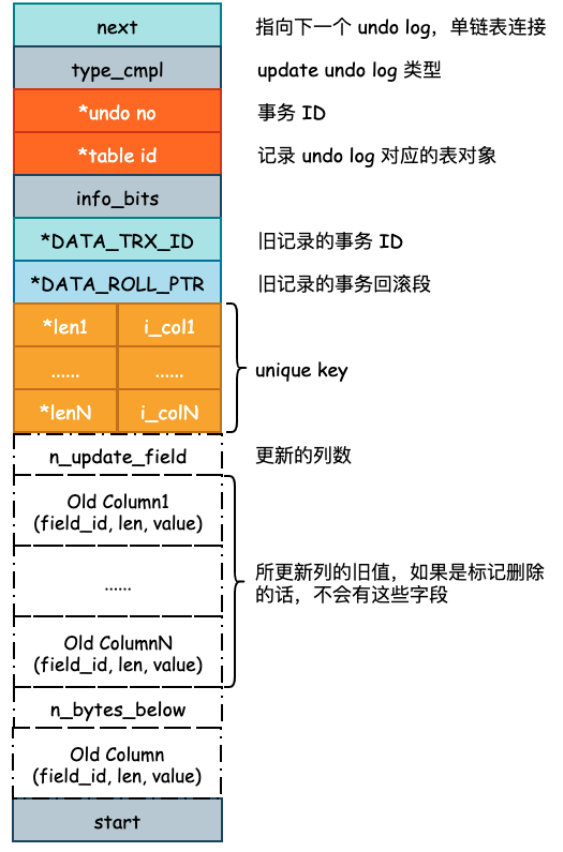 next
指向下一个 undo log，单链表连接
type_cmpl
update undo log 类型
*undo no
事务 ID
*table id
记录 undo log 对应的表对象
info_bits
*DATA_TRX_ID
旧记录的事务 ID
*DATA_ROLL_PTR
旧记录的事务回滚段
*len1
i_col1
......
......
*lenN
i_colN
unique key
n_update_field
更新的列数
Old Column1
(field_id, len, value)
......
Old ColumnN
(field_id, len, value)
所更新列的旧值，如果是标记删除
的话，不会有这些字段
n_bytes_below
Old Column
(field_id, len, value)
start